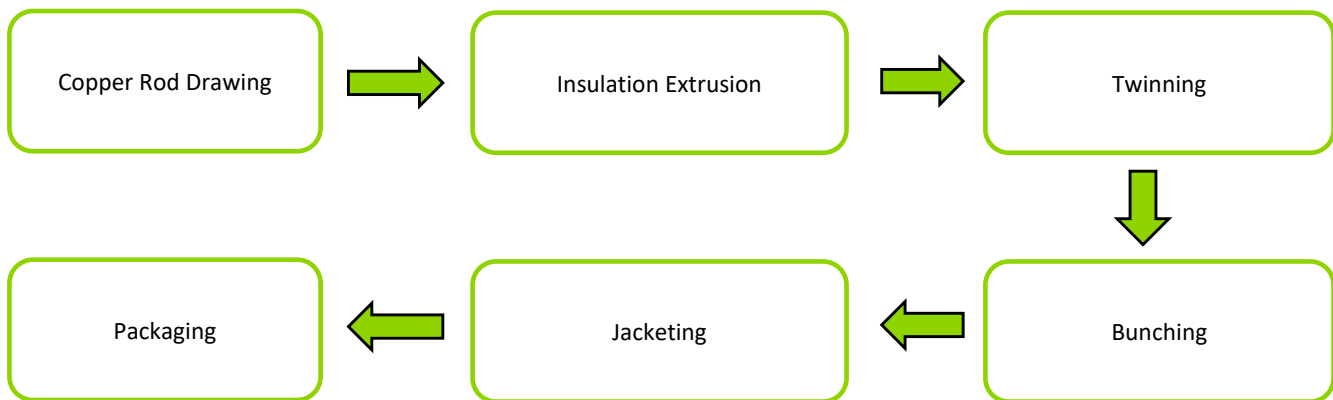 Copper Rod Drawing
Insulation Extrusion
Twinning
Packaging
Jacketing
Bunching